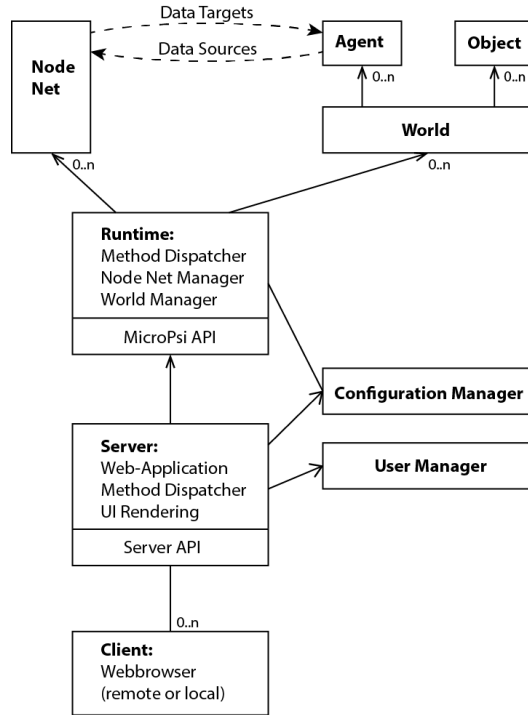 Data Targets
Data Sources
Node
Net
Agent
Object
0..n
0..n
World
0..n
0..n
Runtime:
Method Dispatcher
Node Net Manager
World Manager
MicroPsi API
Configuration Manager
Server:
Web-Application
Method Dispatcher
UI Rendering
User Manager
Server API
0..n
Client:
Webbrowser
(remote or local)